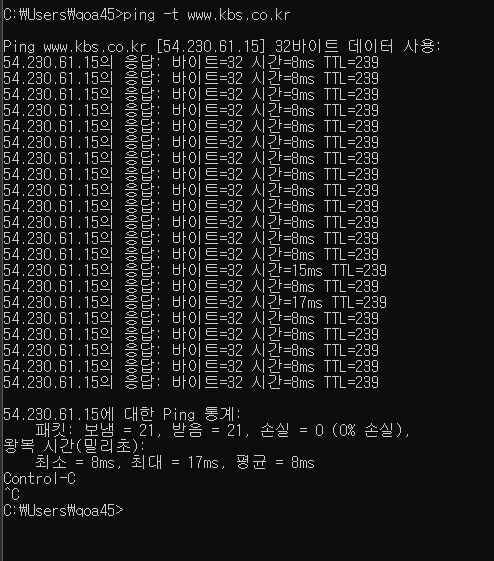 C:\Users\qoa45>ping -t www.kbs.co.kr
Ping www.kbs.co.kr [54.230.61.15] 32바이트 데이터 사용:
54.230.61.15의 응답: 바이트=32 시간=8ms TTL=239
54.230.61.15의 응답: 바이트=32 시간=8ms TTL=239
54.230.61.15의 응답: 바이트=32 시간=9ms TTL=239
54.230.61.15의 응답: 바이트=32 시간=8ms TTL=239
54.230.61.15의 응답: 바이트=32 시간=8ms TTL=239
54.230.61.15의 응답: 바이트=32 시간=8ms TTL=239
54.230.61.15의 응답: 바이트=32 시간=8ms TTL=239
54.230.61.15의 응답: 바이트=32 시간=8ms TTL=239
54.230.61.15의 응답: 바이트=32 시간=8ms TTL=239
54.230.61.15의 응답: 바이트=32 시간=8ms TTL=239
54.230.61.15의 응답: 바이트=32 시간=8ms TTL=239
54.230.61.15의 응답: 바이트=32 시간=8ms TTL=239
54.230.61.15의 응답: 바이트=32 시간=8ms TTL=239
54.230.61.15의 응답: 바이트=32 시간=15ms TTL=239
54.230.61.15의 응답: 바이트=32 시간=8ms TTL=239
54.230.61.15의 응답: 바이트=32 시간=17ms TTL=239
54.230.61.15의 응답: 바이트=32 시간=8ms TTL=239
54.230.61.15의 응답: 바이트=32 시간=8ms TTL=239
54.230.61.15의 응답: 바이트=32 시간=8ms TTL=239
54.230.61.15의 응답: 바이트=32 시간=8ms TTL=239
54.230.61.15의 응답: 바이트=32 시간=8ms TTL=239
54.230.61.15에 대한 Ping 통계:
패킷: 보냄 = 21, 받음 = 21, 손실 = 0 (0% 손실),
왕복 시간(밀리초):
최소 = 8ms, 최대 = 17ms, 평균 = 8ms
Control-C
^C
C:\Users\qoa45>